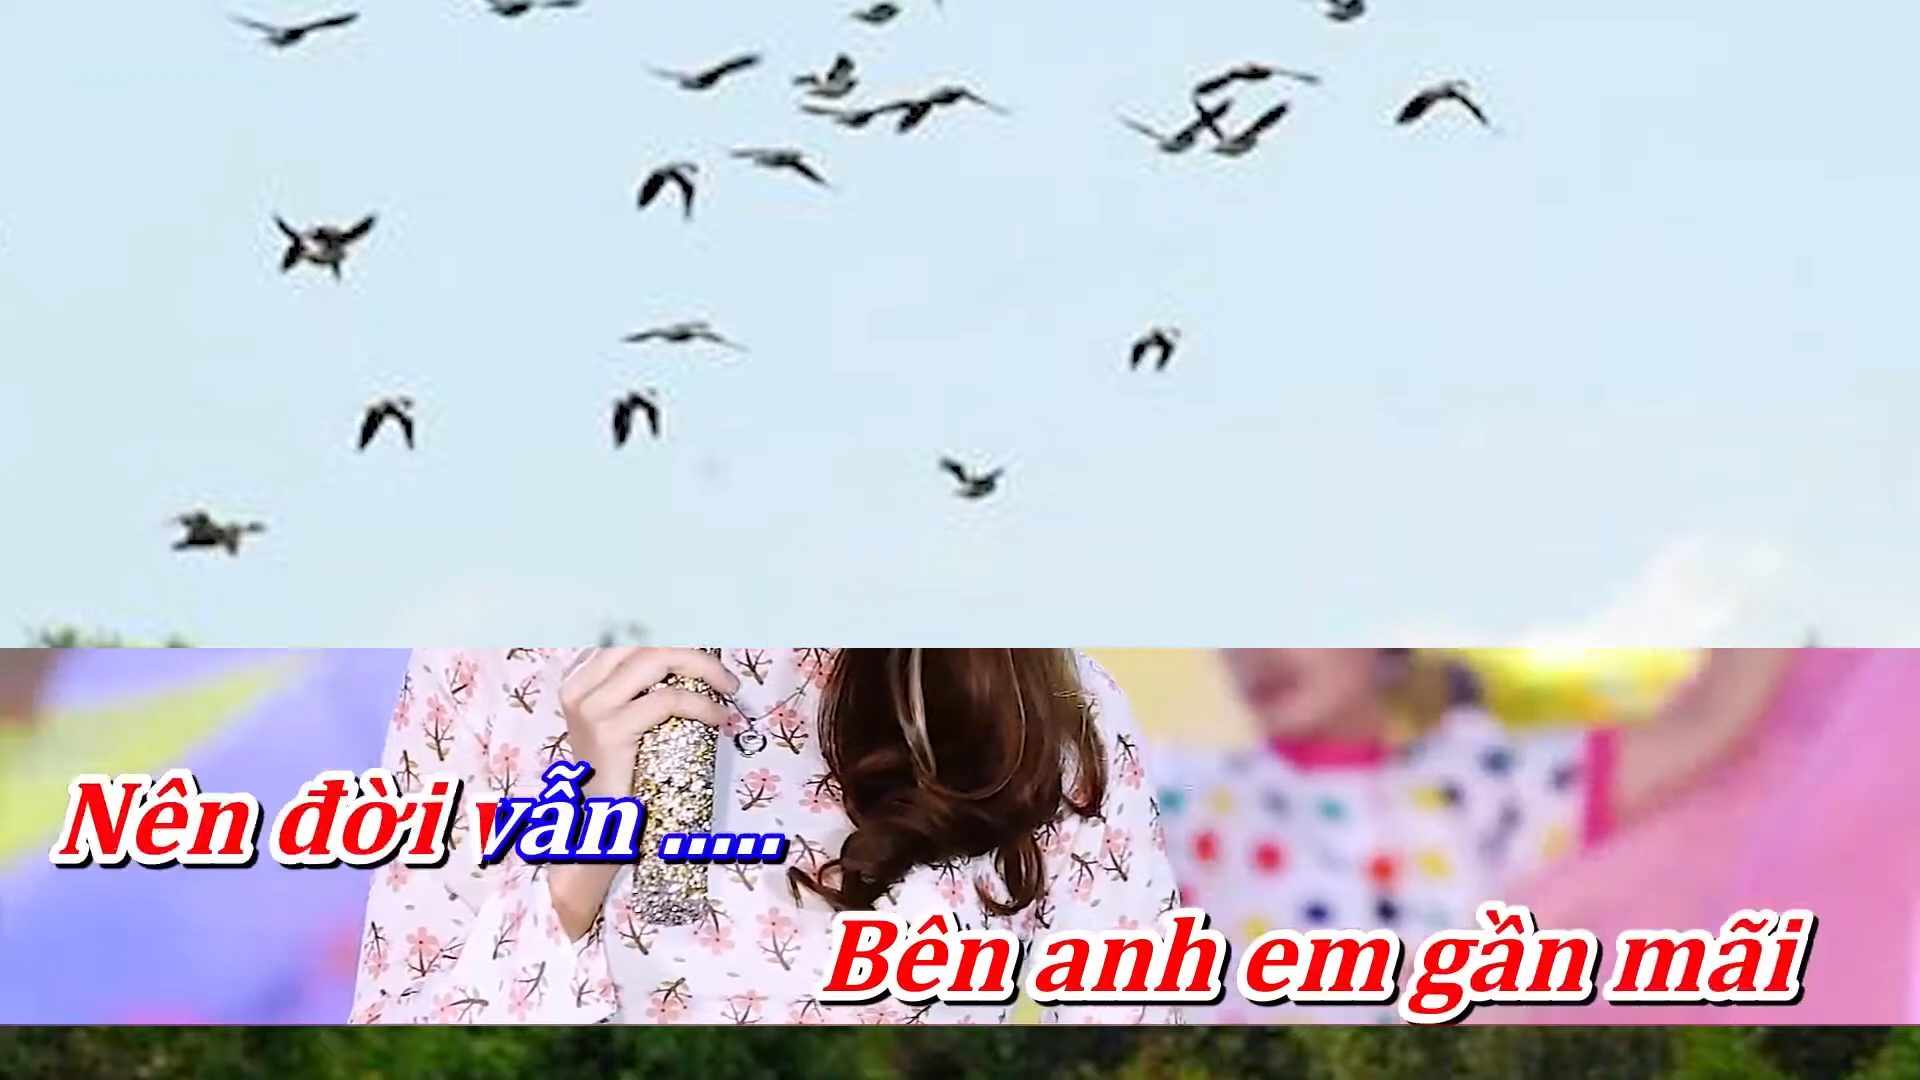 Nên đời vẫn .....
Bên anh em gần mãi